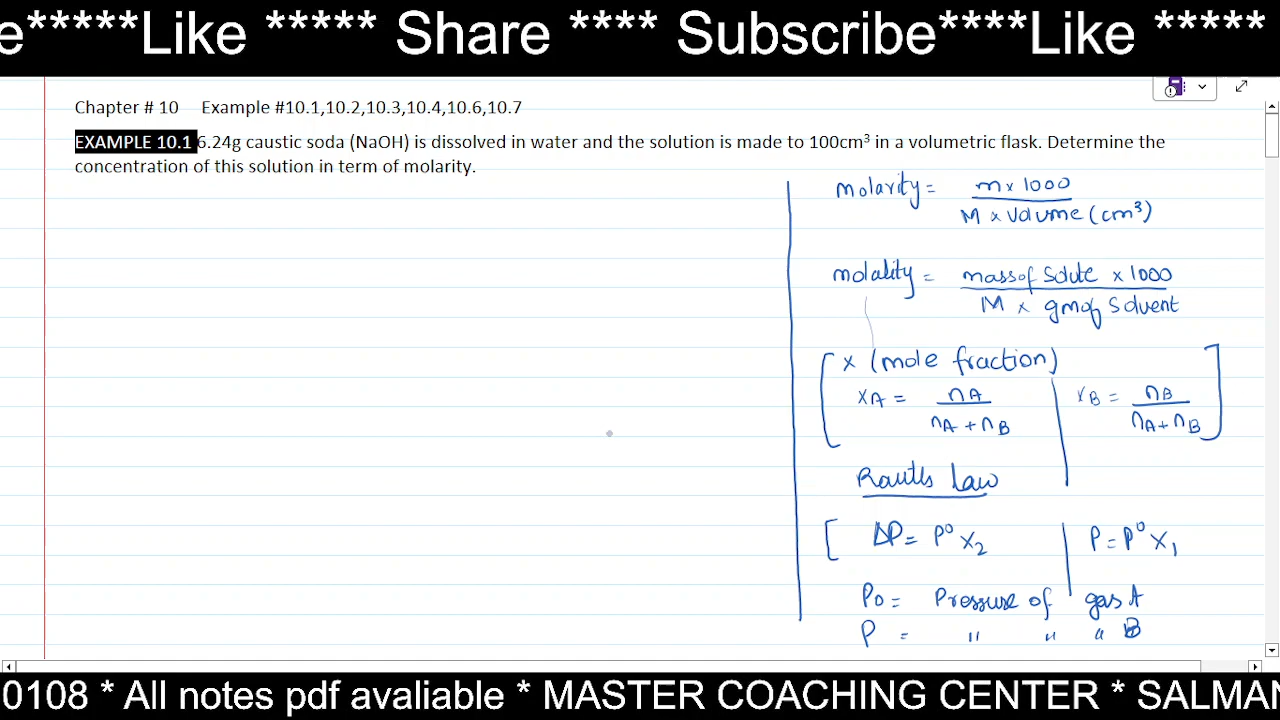 e*****Like ***** Share **** Subscribe****Like *****
Chapter # 10 Example #10.1,10.2,10.3,10.4,10.6,10.7
EXAMPLE 10.1 6.24g caustic soda (NaOH) is dissolved in water and the solution is made to 100cm³ in a volumetric flask. Determine the
concentration of this solution in term of molarity.
molarity = m x 1000
M x volume (cm³)
molality = mass of Solute x 1000
M x gm of Solvent
x (mole fraction)
xA = nA
nA + nB
xB = nB
nA + nB
Raults Law
ΔP = P⁰ x₂
P = P⁰ x₁
P₀ = Pressure of gas A
P = " " " B
0108 * All notes pdf avaliable * MASTER COACHING CENTER * SALMAN